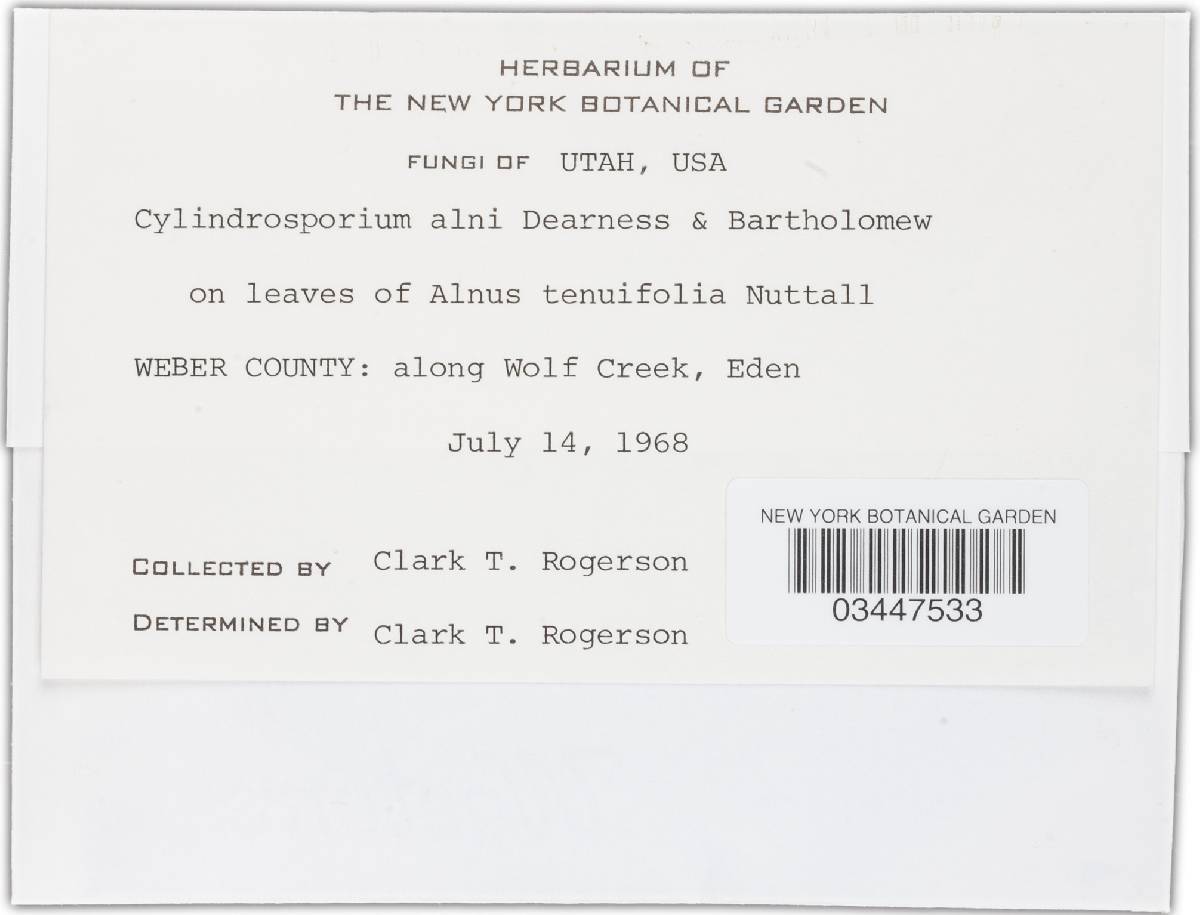 HERBARIUM OF
THE NEW YORK BOTANICAL GARDEN
FUNGI OF UTAH, USA
Cylindrosporium alni Dearness & Bartholomew
on leaves of Alnus tenuifolia Nuttall
WEBER COUNTY: along Wolf Creek, Eden
July 14, 1968
NEW YORK BOTANICAL GARDEN
03447533
COLLECTED BY Clark T. Rogerson
DETERMINED BY Clark T. Rogerson